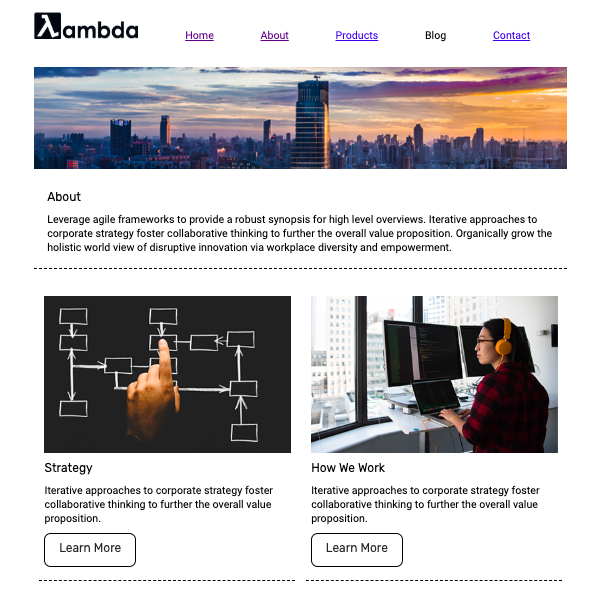 λambda
Home About Products Blog Contact
About
Leverage agile frameworks to provide a robust synopsis for high level overviews. Iterative approaches to
corporate strategy foster collaborative thinking to further the overall value proposition. Organically grow the
holistic world view of disruptive innovation via workplace diversity and empowerment.
Strategy
Iterative approaches to corporate strategy foster
collaborative thinking to further the overall value
proposition.
Learn More
How We Work
Iterative approaches to corporate strategy foster
collaborative thinking to further the overall value
proposition.
Learn More